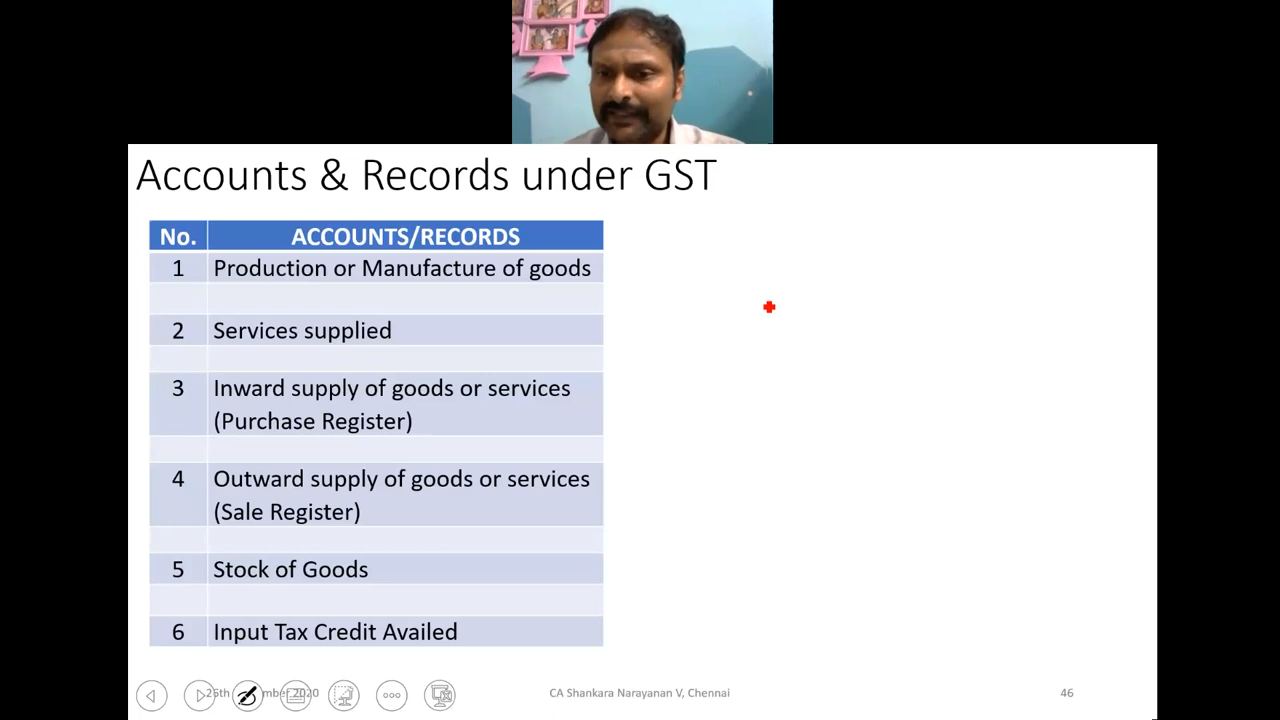 Accounts & Records under GST
No. ACCOUNTS/RECORDS
1 Production or Manufacture of goods
2 Services supplied
3 Inward supply of goods or services
(Purchase Register)
4 Outward supply of goods or services
(Sale Register)
5 Stock of Goods
6 Input Tax Credit Availed
2020
CA Shankara Narayanan V, Chennai
46